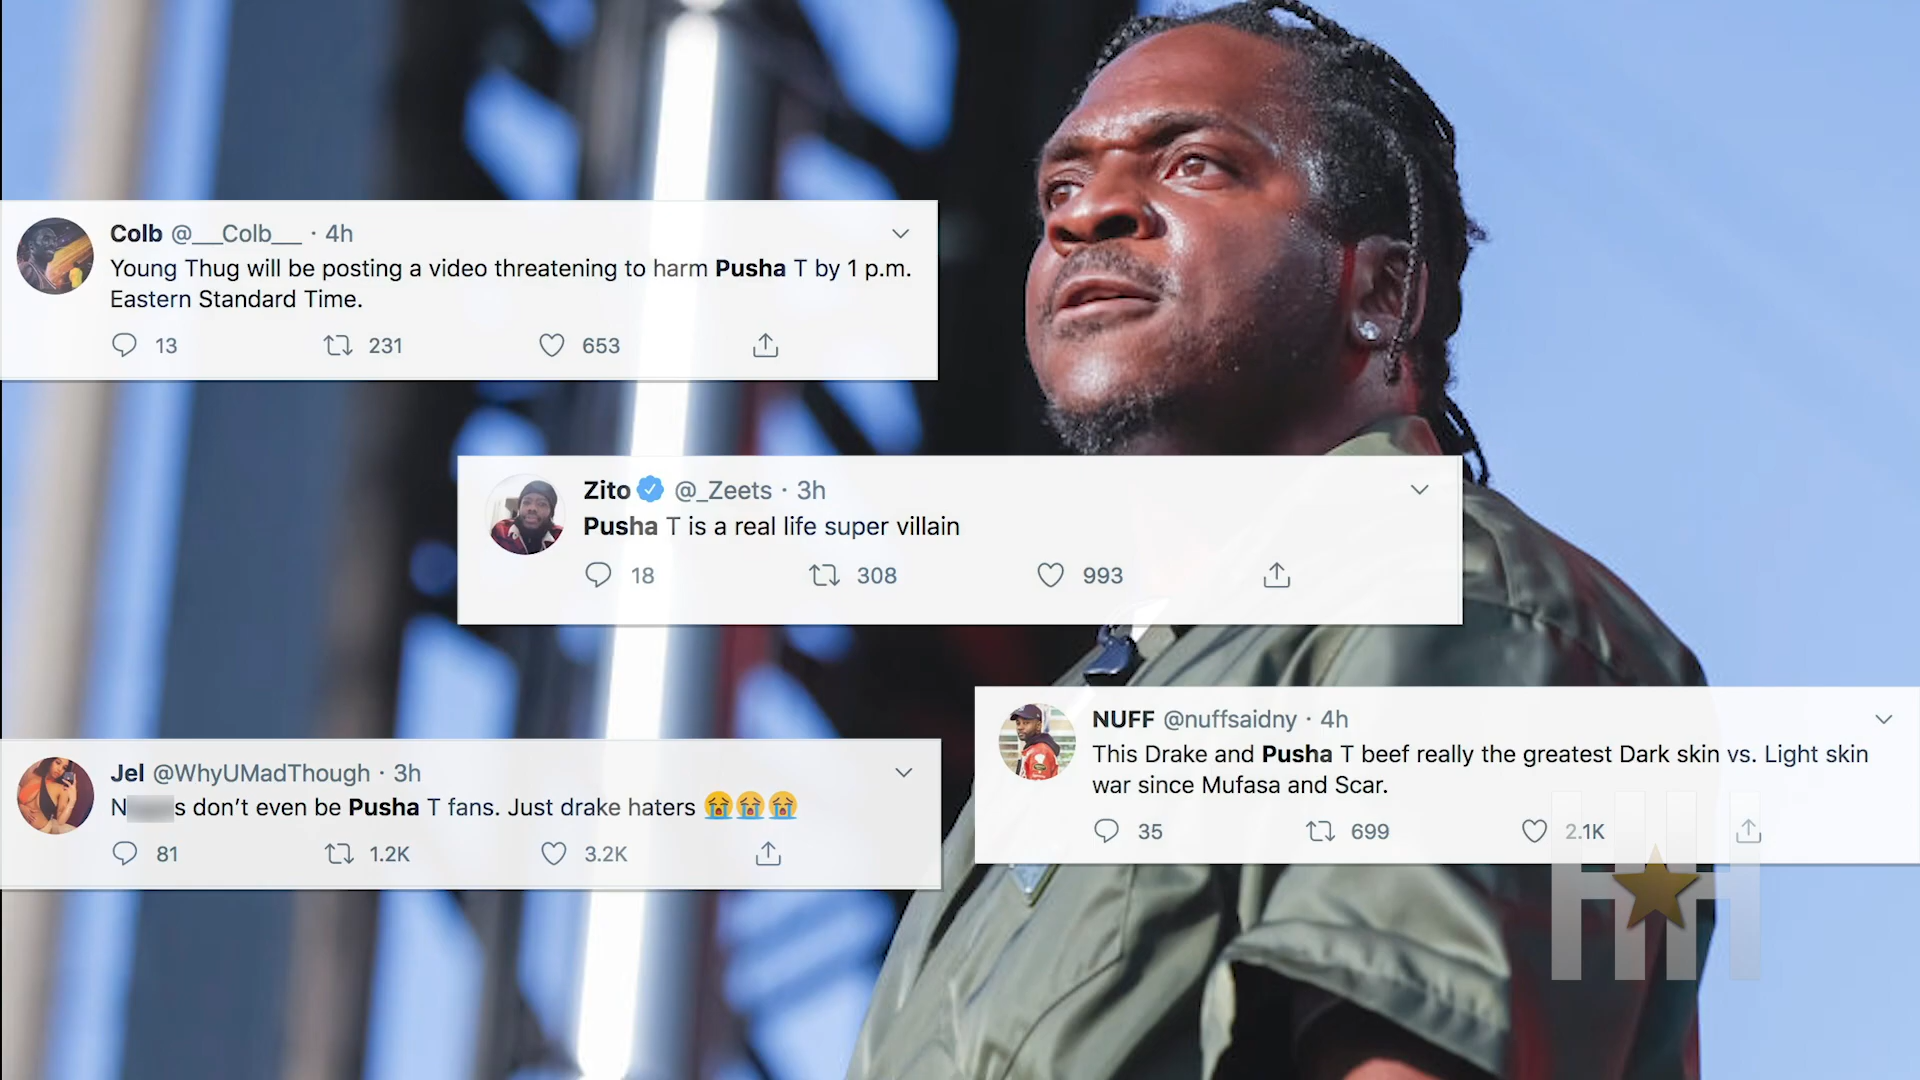 Colb @___Colb___ · 4h
Young Thug will be posting a video threatening to harm Pusha T by 1 p.m.
Eastern Standard Time.
13 231 653
Zito @_Zeets · 3h
Pusha T is a real life super villain
18 308 993
NUFF @nuffsaidny · 4h
This Drake and Pusha T beef really the greatest Dark skin vs. Light skin
war since Mufasa and Scar.
35 699 2.1K
Jel @WhyUMadThough · 3h
N s don’t even be Pusha T fans. Just drake haters 😭😭😭
81 1.2K 3.2K
HH